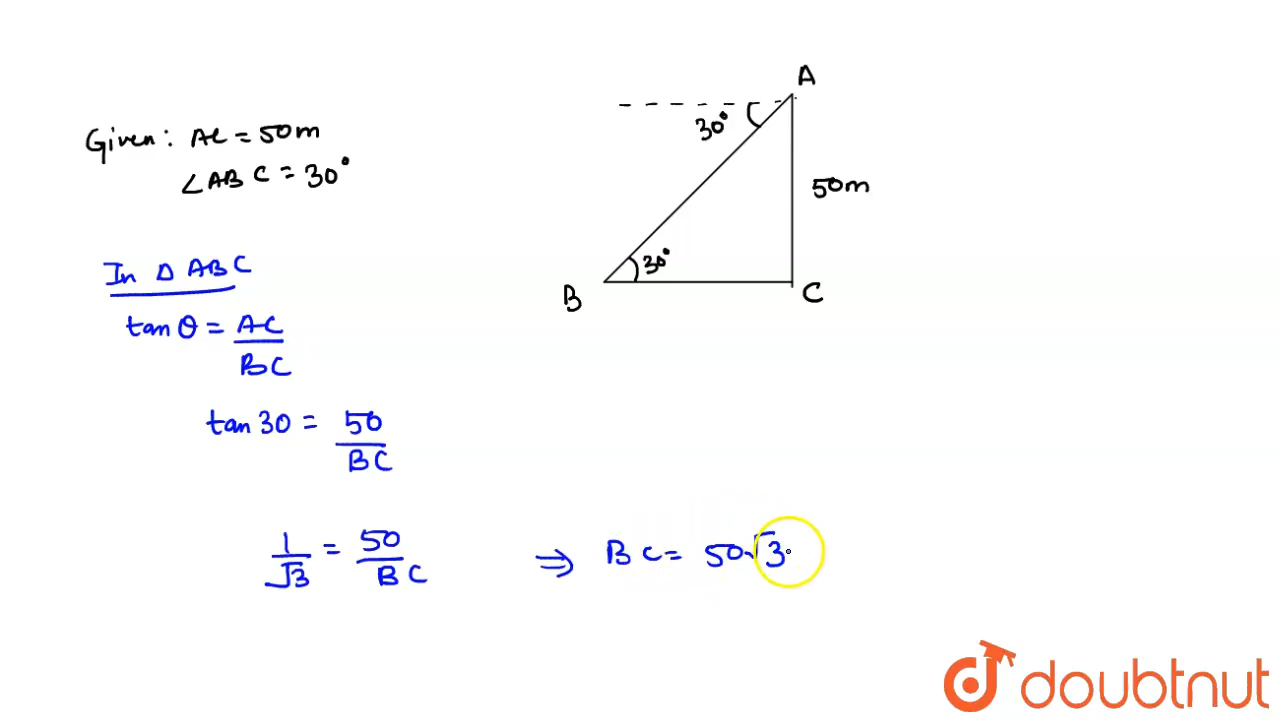 Given: AC = 50m
∠ABC = 30°
In Δ ABC
tan θ = AC
BC
tan 30 = 50
BC
1/√3 = 50/BC ⇒ BC = 50√3
A
30°
50m
30°
B
C
doubtnut